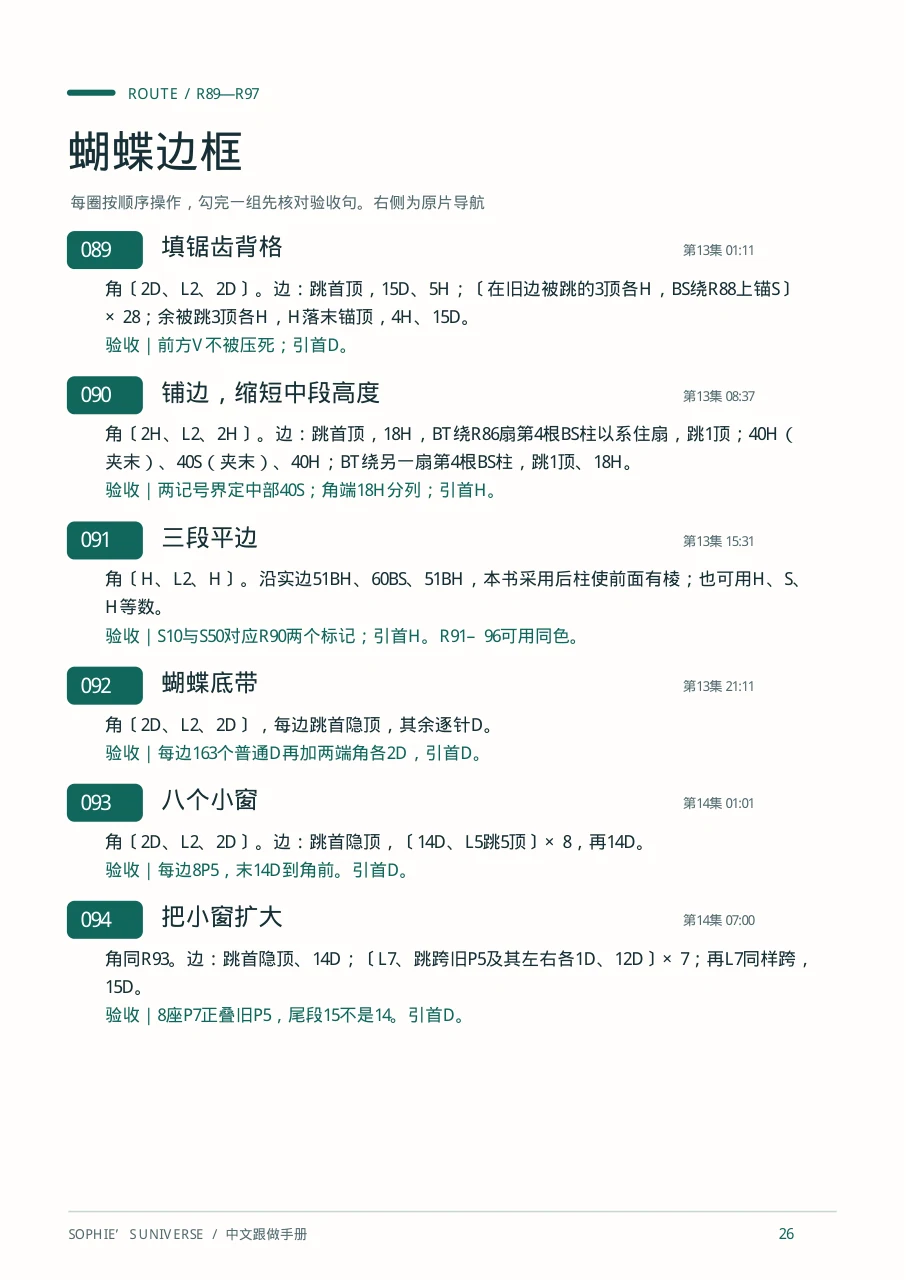 ROUTE / R89—R97
蝴蝶边框
每圈按顺序操作，勾完一组先核对验收句。右侧为原片导航
089 填锯齿背格 第13集 01:11
角〔2D、L2、2D〕。边：跳首顶，15D、5H；〔在旧边被跳的3顶各H，BS绕R88上锚S〕
× 28；余被跳3顶各H，H落末锚顶，4H、15D。
验收｜前方V不被压死；引首D。
090 铺边，缩短中段高度 第13集 08:37
角〔2H、L2、2H〕。边：跳首顶，18H，BT绕R86扇第4根BS柱以系住扇，跳1顶；40H（
夹末）、40S（夹末）、40H；BT绕另一扇第4根BS柱，跳1顶、18H。
验收｜两记号界定中部40S；角端18H分列；引首H。
091 三段平边 第13集 15:31
角〔H、L2、H〕。沿实边51BH、60BS、51BH，本书采用后柱使前面有棱；也可用H、S、
H等数。
验收｜S10与S50对应R90两个标记；引首H。R91–96可用同色。
092 蝴蝶底带 第13集 21:11
角〔2D、L2、2D〕，每边跳首隐顶，其余逐针D。
验收｜每边163个普通D再加两端角各2D，引首D。
093 八个小窗 第14集 01:01
角〔2D、L2、2D〕。边：跳首隐顶，〔14D、L5跳5顶〕× 8，再14D。
验收｜每边8P5，末14D到角前。引首D。
094 把小窗扩大 第14集 07:00
角同R93。边：跳首隐顶、14D；〔L7、跳跨旧P5及其左右各1D、12D〕× 7；再L7同样跨，
15D。
验收｜8座P7正叠旧P5，尾段15不是14。引首D。
SOPHIE’ S UNIVERSE / 中文跟做手册 26